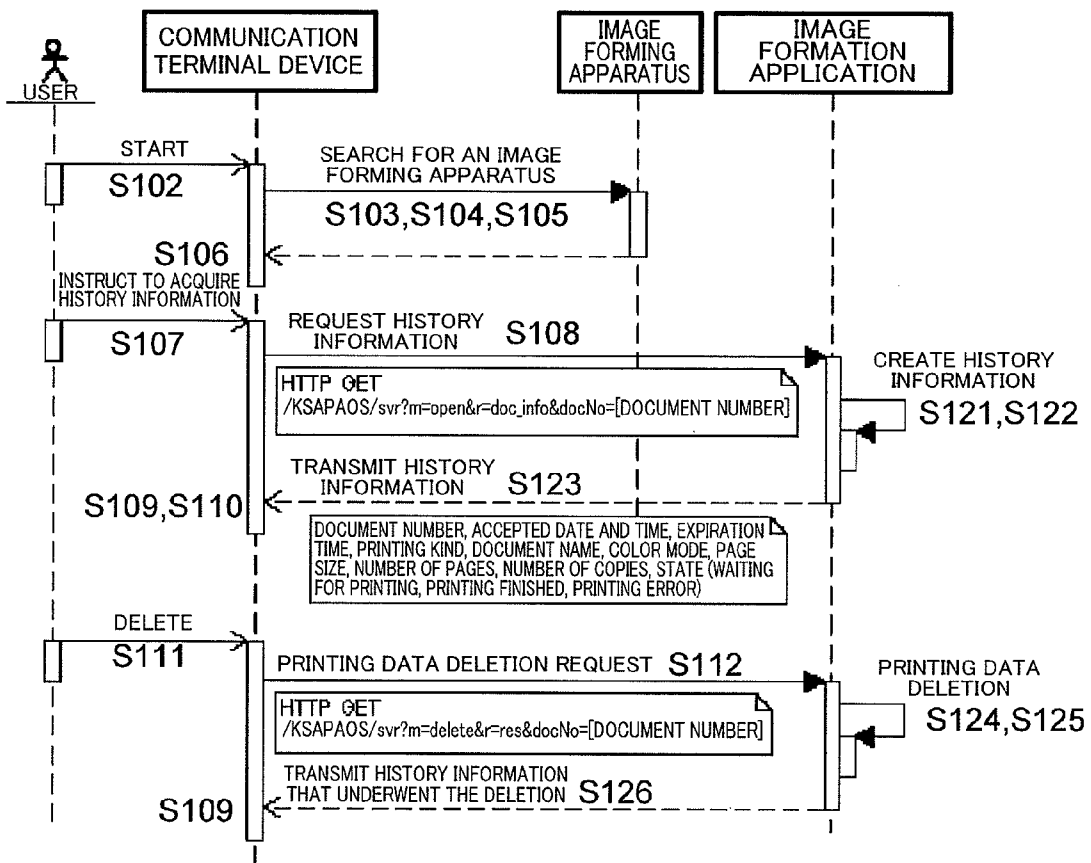 USER
COMMUNICATION
TERMINAL DEVICE
IMAGE
FORMING
APPARATUS
IMAGE
FORMATION
APPLICATION
START
S102
SEARCH FOR AN IMAGE
FORMING APPARATUS
S103,S104,S105
S106
INSTRUCT TO ACQUIRE
HISTORY INFORMATION
S107
REQUEST HISTORY
INFORMATION
S108
HTTP GET
/KSAPAOS/svr?m=open&r=doc_info&docNo=[DOCUMENT NUMBER]
CREATE HISTORY
INFORMATION
S121,S122
TRANSMIT HISTORY
INFORMATION
S123
S109,S110
DOCUMENT NUMBER, ACCEPTED DATE AND TIME, EXPIRATION
TIME, PRINTING KIND, DOCUMENT NAME, COLOR MODE, PAGE
SIZE, NUMBER OF PAGES, NUMBER OF COPIES, STATE (WAITING
FOR PRINTING, PRINTING FINISHED, PRINTING ERROR)
DELETE
S111
PRINTING DATA DELETION REQUEST
S112
HTTP GET
/KSAPAOS/svr?m=delete&r=res&docNo=[DOCUMENT NUMBER]
PRINTING DATA
DELETION
S124,S125
TRANSMIT HISTORY INFORMATION
THAT UNDERWENT THE DELETION
S126
S109